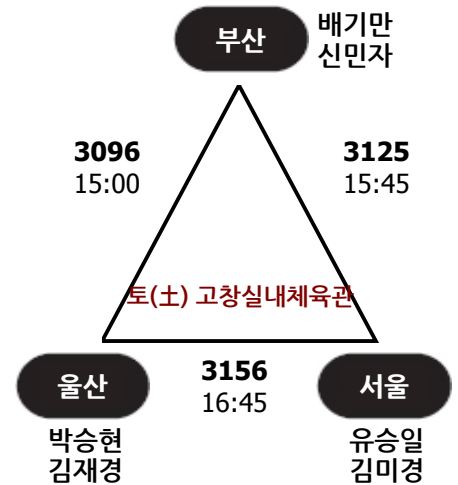 부산
배기만
신민자
3096
15:00
3125
15:45
토(土) 고창실내체육관
울산
3156
16:45
서울
박승현
김재경
유승일
김미경